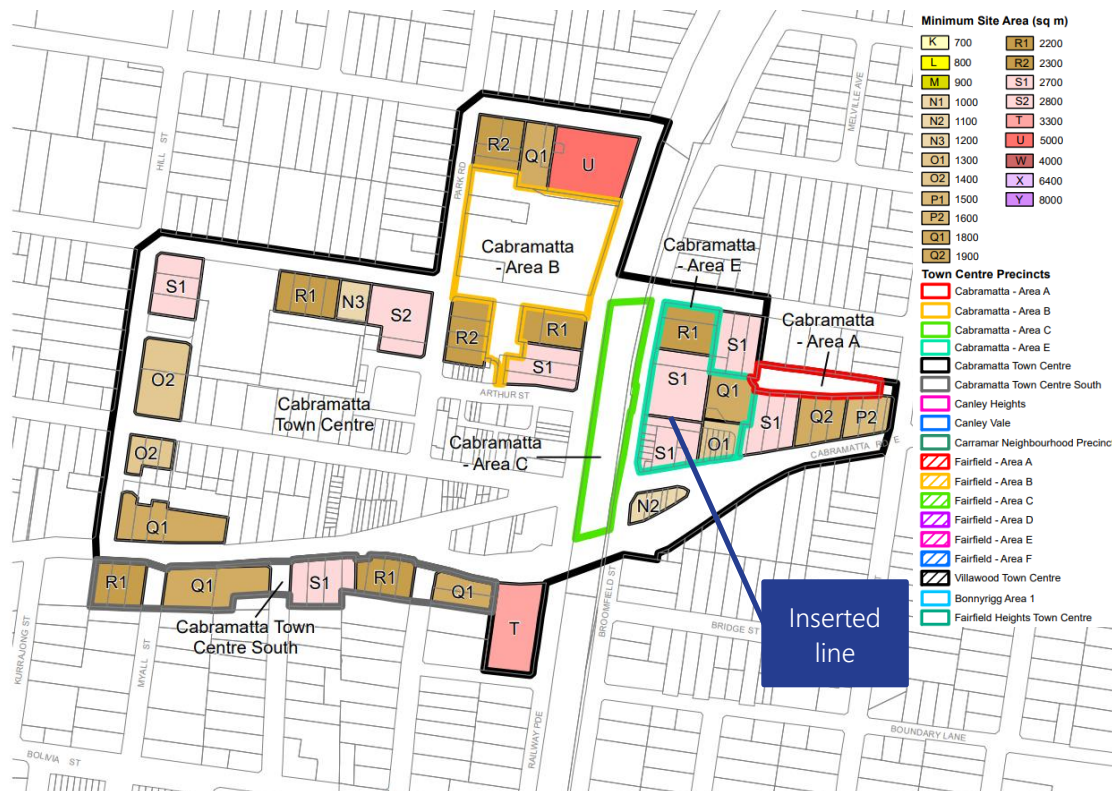 Minimum Site Area (sq m)
K 700
L 800
M 900
N1 1000
N2 1100
N3 1200
O1 1300
O2 1400
P1 1500
P2 1600
Q1 1800
Q2 1900
R1 2200
R2 2300
S1 2700
S2 2800
T 3300
U 5000
W 4000
X 6400
Y 8000
Town Centre Precincts
Cabramatta - Area A
Cabramatta - Area B
Cabramatta - Area C
Cabramatta - Area E
Cabramatta Town Centre
Cabramatta Town Centre South
Canley Heights
Canley Vale
Carramar Neighbourhood Precinct
Fairfield - Area A
Fairfield - Area B
Fairfield - Area C
Fairfield - Area D
Fairfield - Area E
Fairfield - Area F
Villawood Town Centre
Bonnyrigg Area 1
Fairfield Heights Town Centre
MELVILLE AVE
HILL ST
PARK RD
R2
Q1
U
Cabramatta
- Area B
Cabramatta
- Area E
Cabramatta
- Area A
S1
R1
N3
S2
R2
R1
S1
R1
S1
S1
Q1
S1
Q2
P2
S1
O1
ARTHUR ST
O2
Cabramatta
Town Centre
Cabramatta
- Area C
CABRAMATTA RD E
O2
Q1
N2
R1
Q1
S1
R1
Q1
T
Cabramatta Town
Centre South
KURRAJONG ST
MYALL ST
BOLIVIA ST
RAILWAY PDE
BROOMFIELD ST
BRIDGE ST
BOUNDARY LANE
Inserted
line